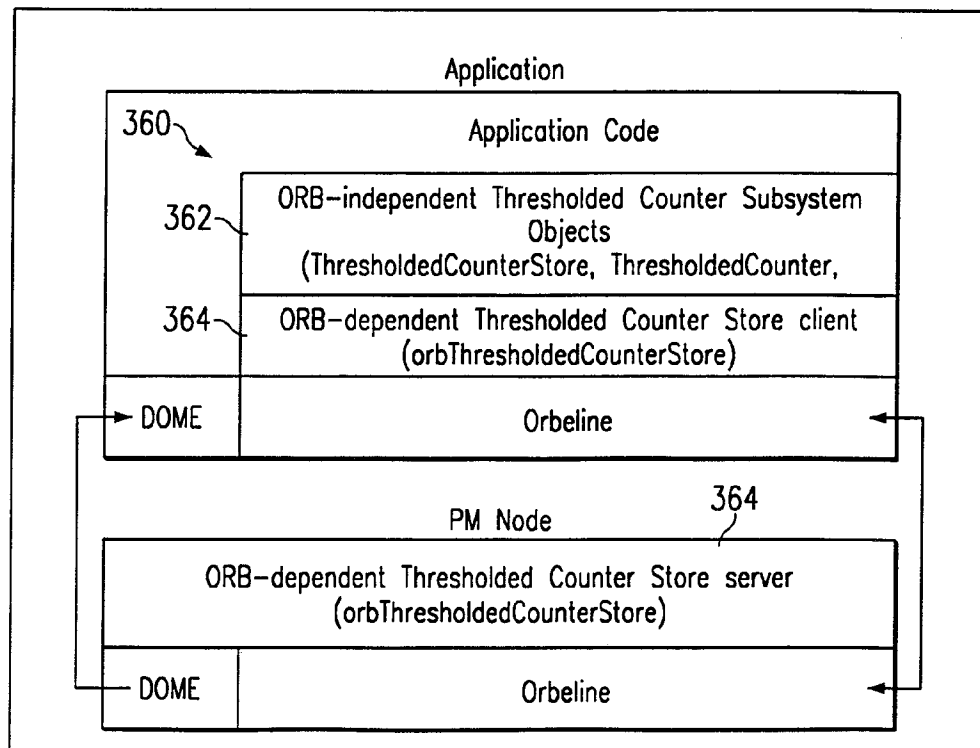 Application
360
Application Code
362
ORB-independent Thresholded Counter Subsystem
Objects
(ThresholdedCounterStore, ThresholdedCounter,
364
ORB-dependent Thresholded Counter Store client
(orbThresholdedCounterStore)
DOME
Orbeline
PM Node
364
ORB-dependent Thresholded Counter Store server
(orbThresholdedCounterStore)
DOME
Orbeline